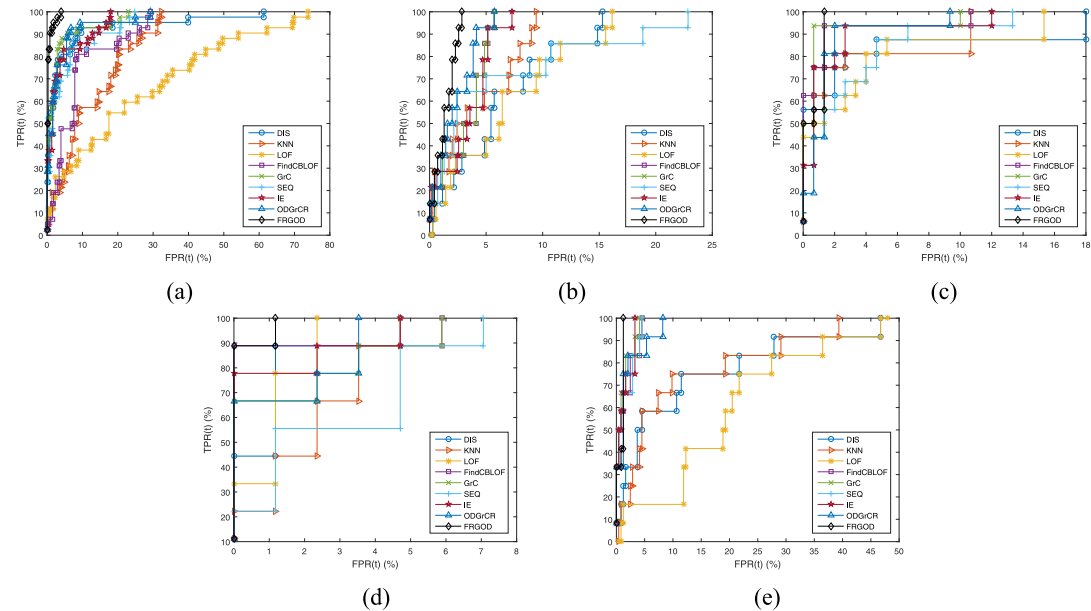 100
90
80
70
60
50
40
30
20
10
0
TPR(t) (%)
0 10 20 30 40 50 60 70 80
FPR(t) (%)
DIS
KNN
LOF
FindCBLOF
GrC
SEQ
IE
ODGrCR
FRGOD
(a)
100
90
80
70
60
50
40
30
20
10
0
TPR(t) (%)
0 5 10 15 20 25
FPR(t) (%)
DIS
KNN
LOF
FindCBLOF
GrC
SEQ
IE
ODGrCR
FRGOD
(b)
100
90
80
70
60
50
40
30
20
10
0
TPR(t) (%)
0 2 4 6 8 10 12 14 16 18
FPR(t) (%)
DIS
KNN
LOF
FindCBLOF
GrC
SEQ
IE
ODGrCR
FRGOD
(c)
100
90
80
70
60
50
40
30
20
10
TPR(t) (%)
0 1 2 3 4 5 6 7 8
FPR(t) (%)
DIS
KNN
LOF
FindCBLOF
GrC
SEQ
IE
ODGrCR
FRGOD
(d)
100
90
80
70
60
50
40
30
20
10
0
TPR(t) (%)
0 5 10 15 20 25 30 35 40 45 50
FPR(t) (%)
DIS
KNN
LOF
FindCBLOF
GrC
SEQ
IE
ODGrCR
FRGOD
(e)